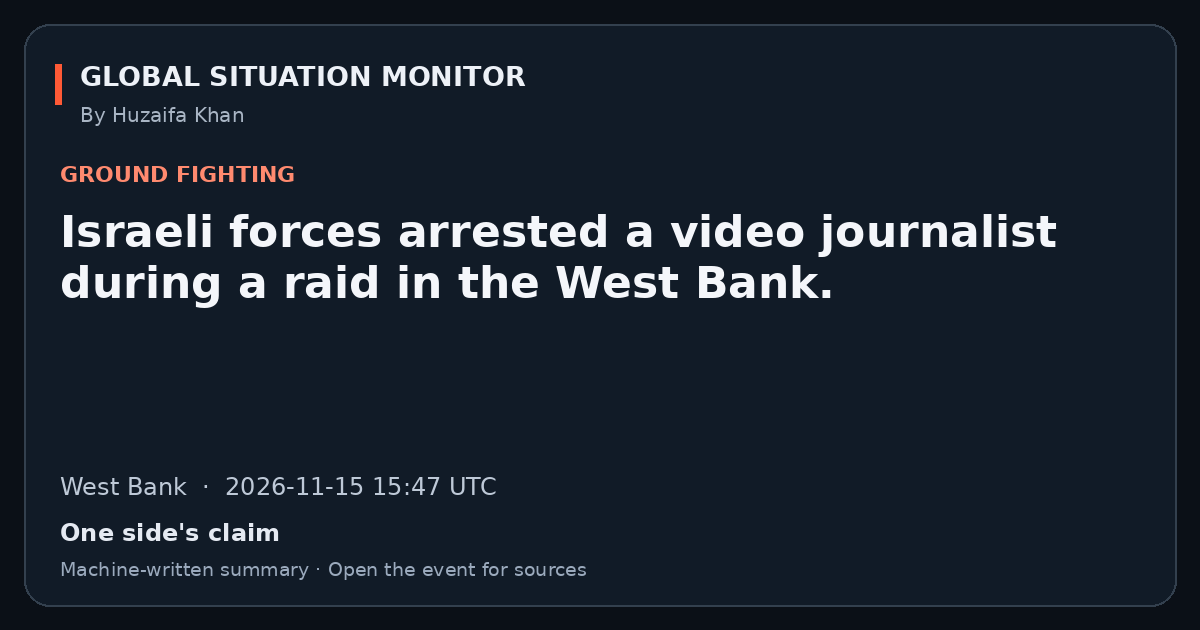 GLOBAL SITUATION MONITOR
By Huzaifa Khan
GROUND FIGHTING
Israeli forces arrested a video journalist
during a raid in the West Bank.
West Bank · 2026-11-15 15:47 UTC
One side's claim
Machine-written summary · Open the event for sources